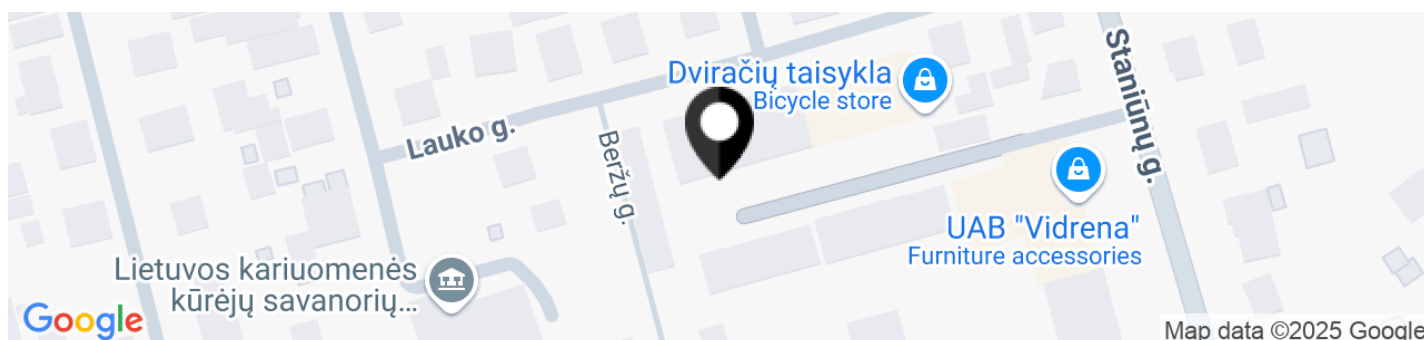 Dviračių taisykla
Bicycle store
Staniūnų g.
Lauko g.
Beržų g.
UAB "Vidrena"
Furniture accessories
Lietuvos kariuomenės
kūrėjų savanorių...
Google
Map data ©2025 Google